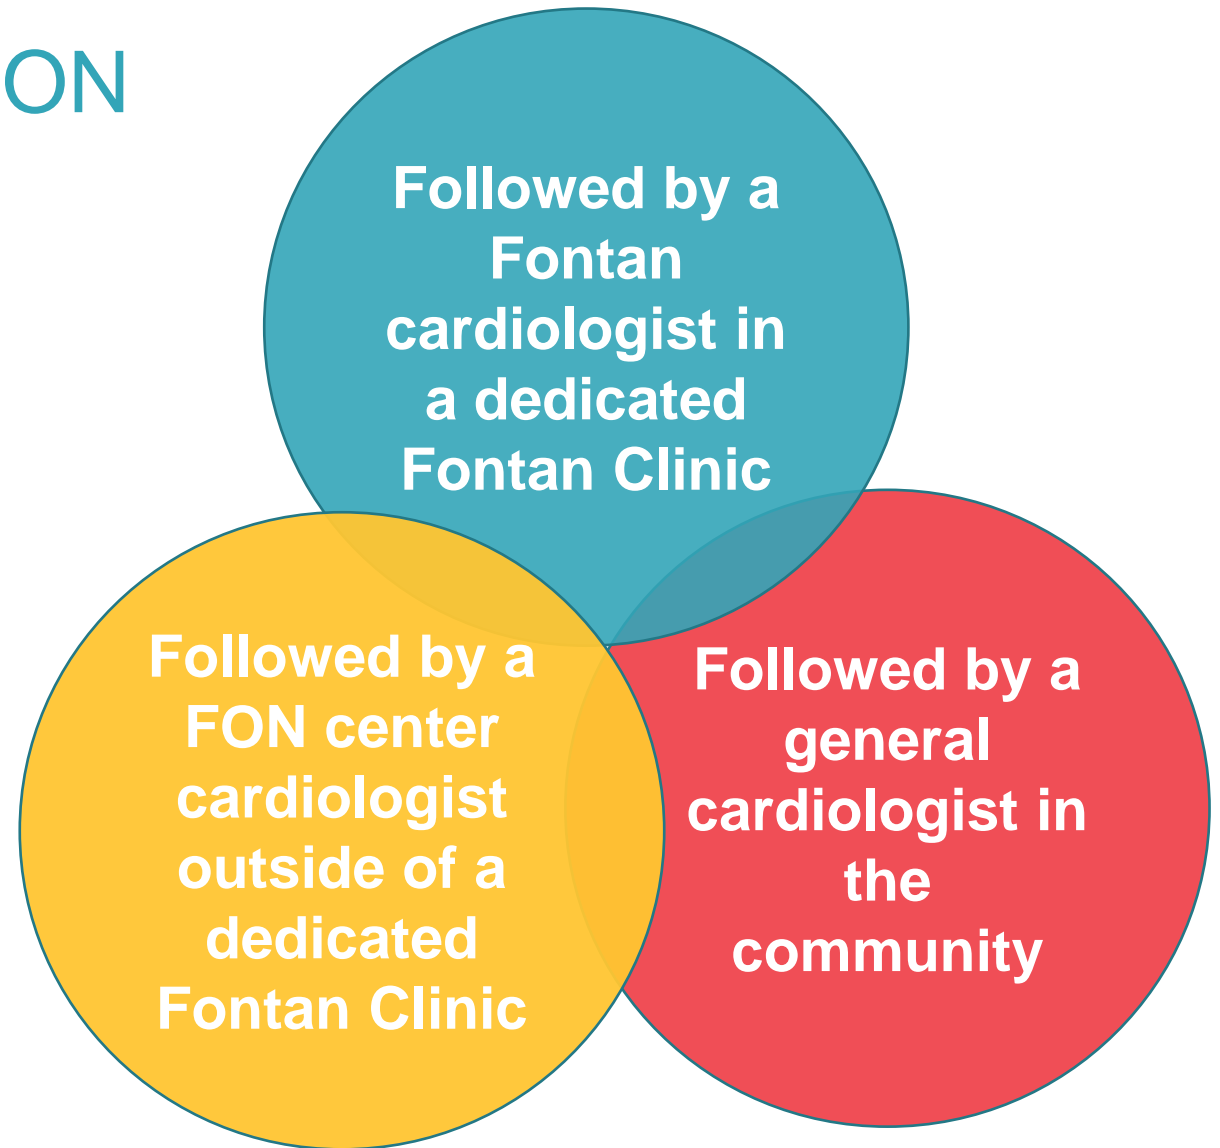 ON
Followed by a
Fontan
cardiologist in
a dedicated
Fontan Clinic
Followed by a
FON center
cardiologist
outside of a
dedicated
Fontan Clinic
Followed by a
general
cardiologist in
the
community